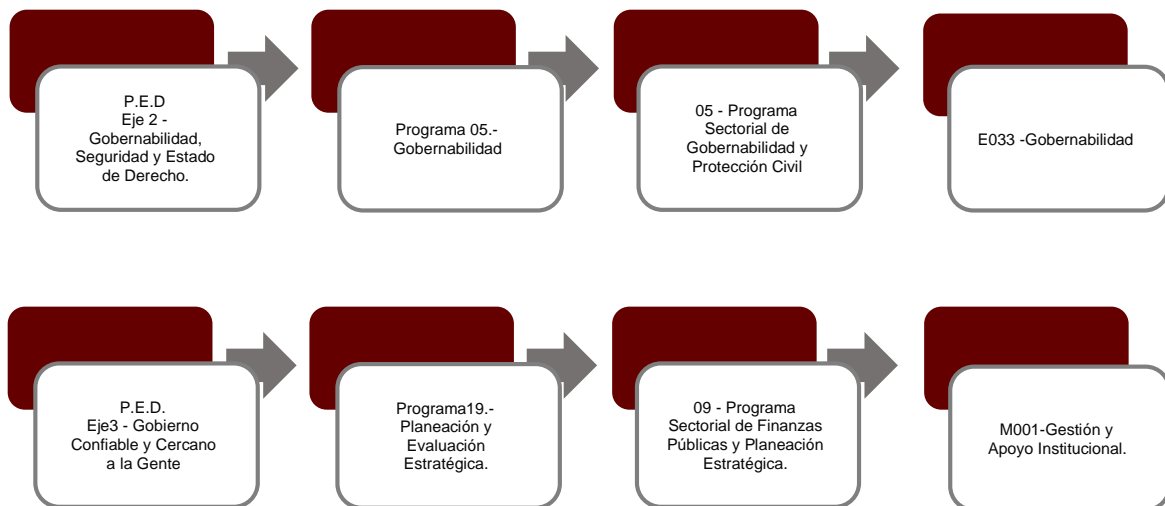 P.E.D
Eje 2 -
Gobernabilidad,
Seguridad y Estado
de Derecho.
Programa 05.-
Gobernabilidad
05 - Programa
Sectorial de
Gobernabilidad y
Protección Civil
E033 -Gobernabilidad
P.E.D.
Eje3 - Gobierno
Confiable y Cercano
a la Gente
Programa19.-
Planeación y
Evaluación
Estratégica.
09 - Programa
Sectorial de Finanzas
Públicas y Planeación
Estratégica.
M001-Gestión y
Apoyo Institucional.